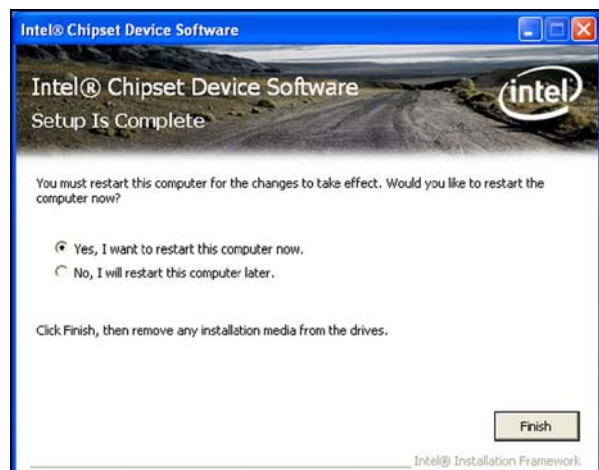 Intel® Chipset Device Software
Intel® Chipset Device Software
intel
Setup Is Complete
You must restart this computer for the changes to take effect. Would you like to restart the
computer now?
Yes, I want to restart this computer now.
No, I will restart this computer later.
Click Finish, then remove any installation media from the drives.
Finish
Intel® Installation Framework